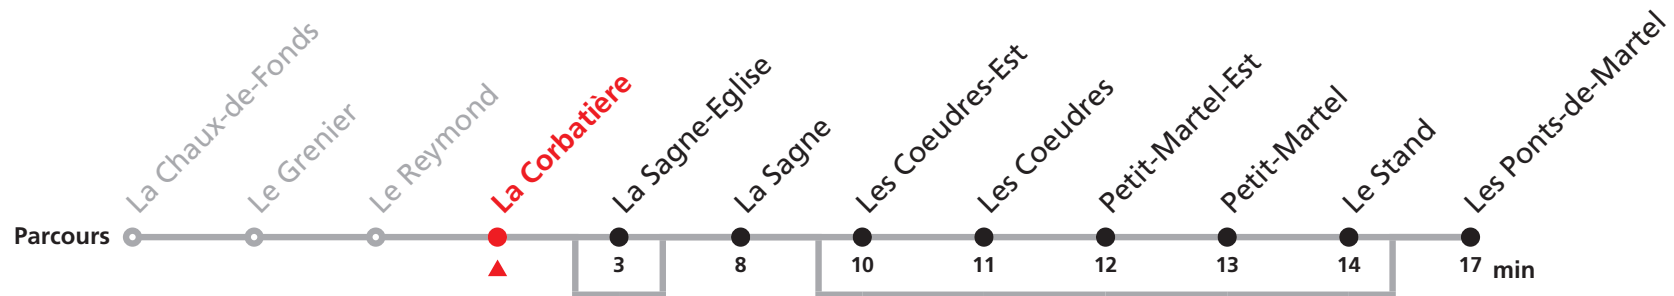 La Chaux-de-Fonds
Le Grenier
Le Reymond
La Corbatière
La Sagne-Eglise
La Sagne
Les Coeudres-Est
Les Coeudres
Petit-Martel-Est
Petit-Martel
Le Stand
Les Ponts-de-Martel
Parcours
3 8 10 11 12 13 14 17 min